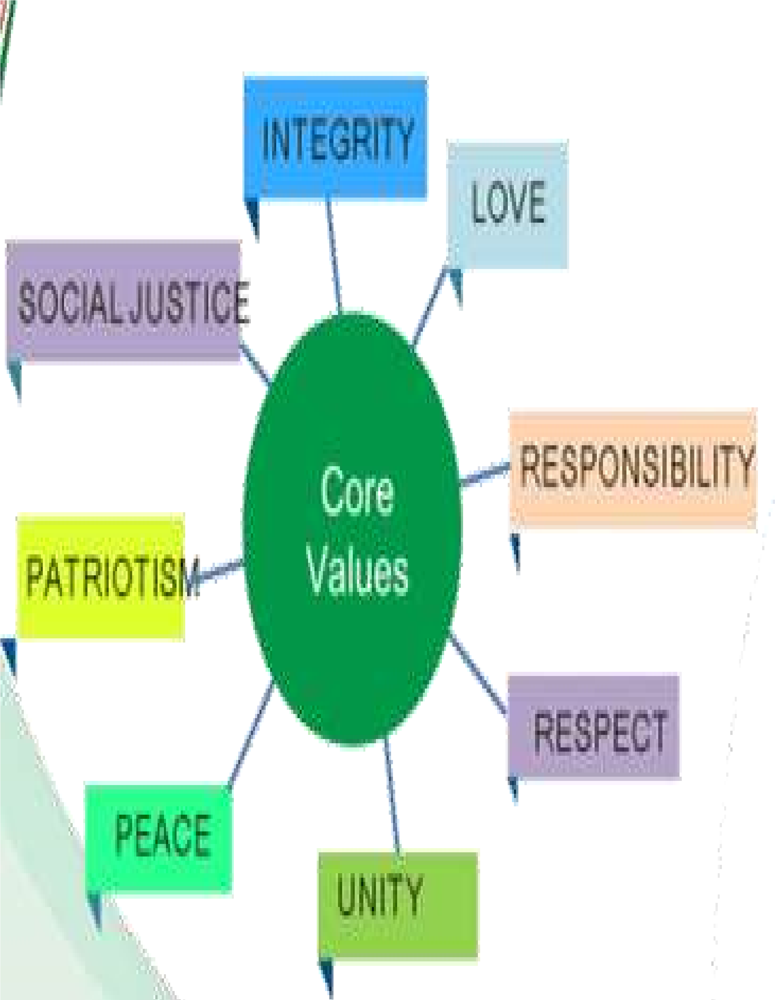 INTEGRITY
LOVE
SOCIAL JUSTICE
RESPONSIBILITY
Core
Values
PATRIOTISM
RESPECT
PEACE
UNITY